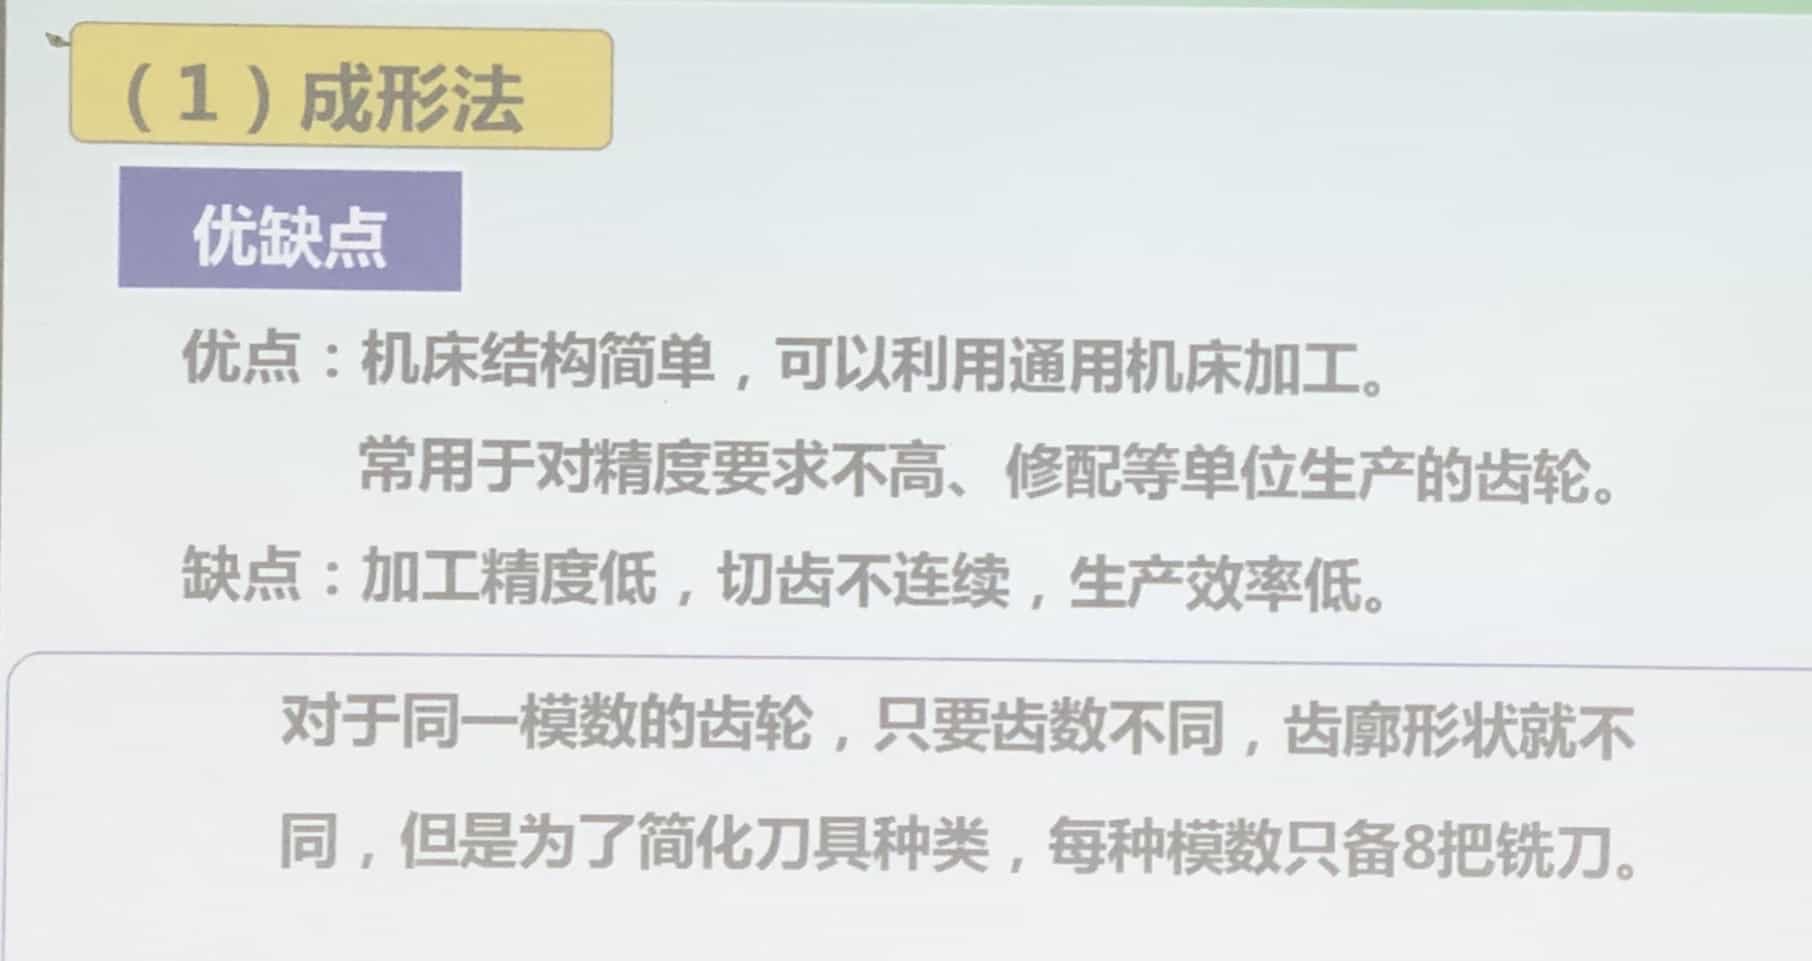 （1）成形法
优缺点
优点：机床结构简单，可以利用通用机床加工。
常用于对精度要求不高、修配等单位生产的齿轮。
缺点：加工精度低，切齿不连续，生产效率低。
对于同一模数的齿轮，只要齿数不同，齿廓形状就不
同，但是为了简化刀具种类，每种模数只备8把铣刀。